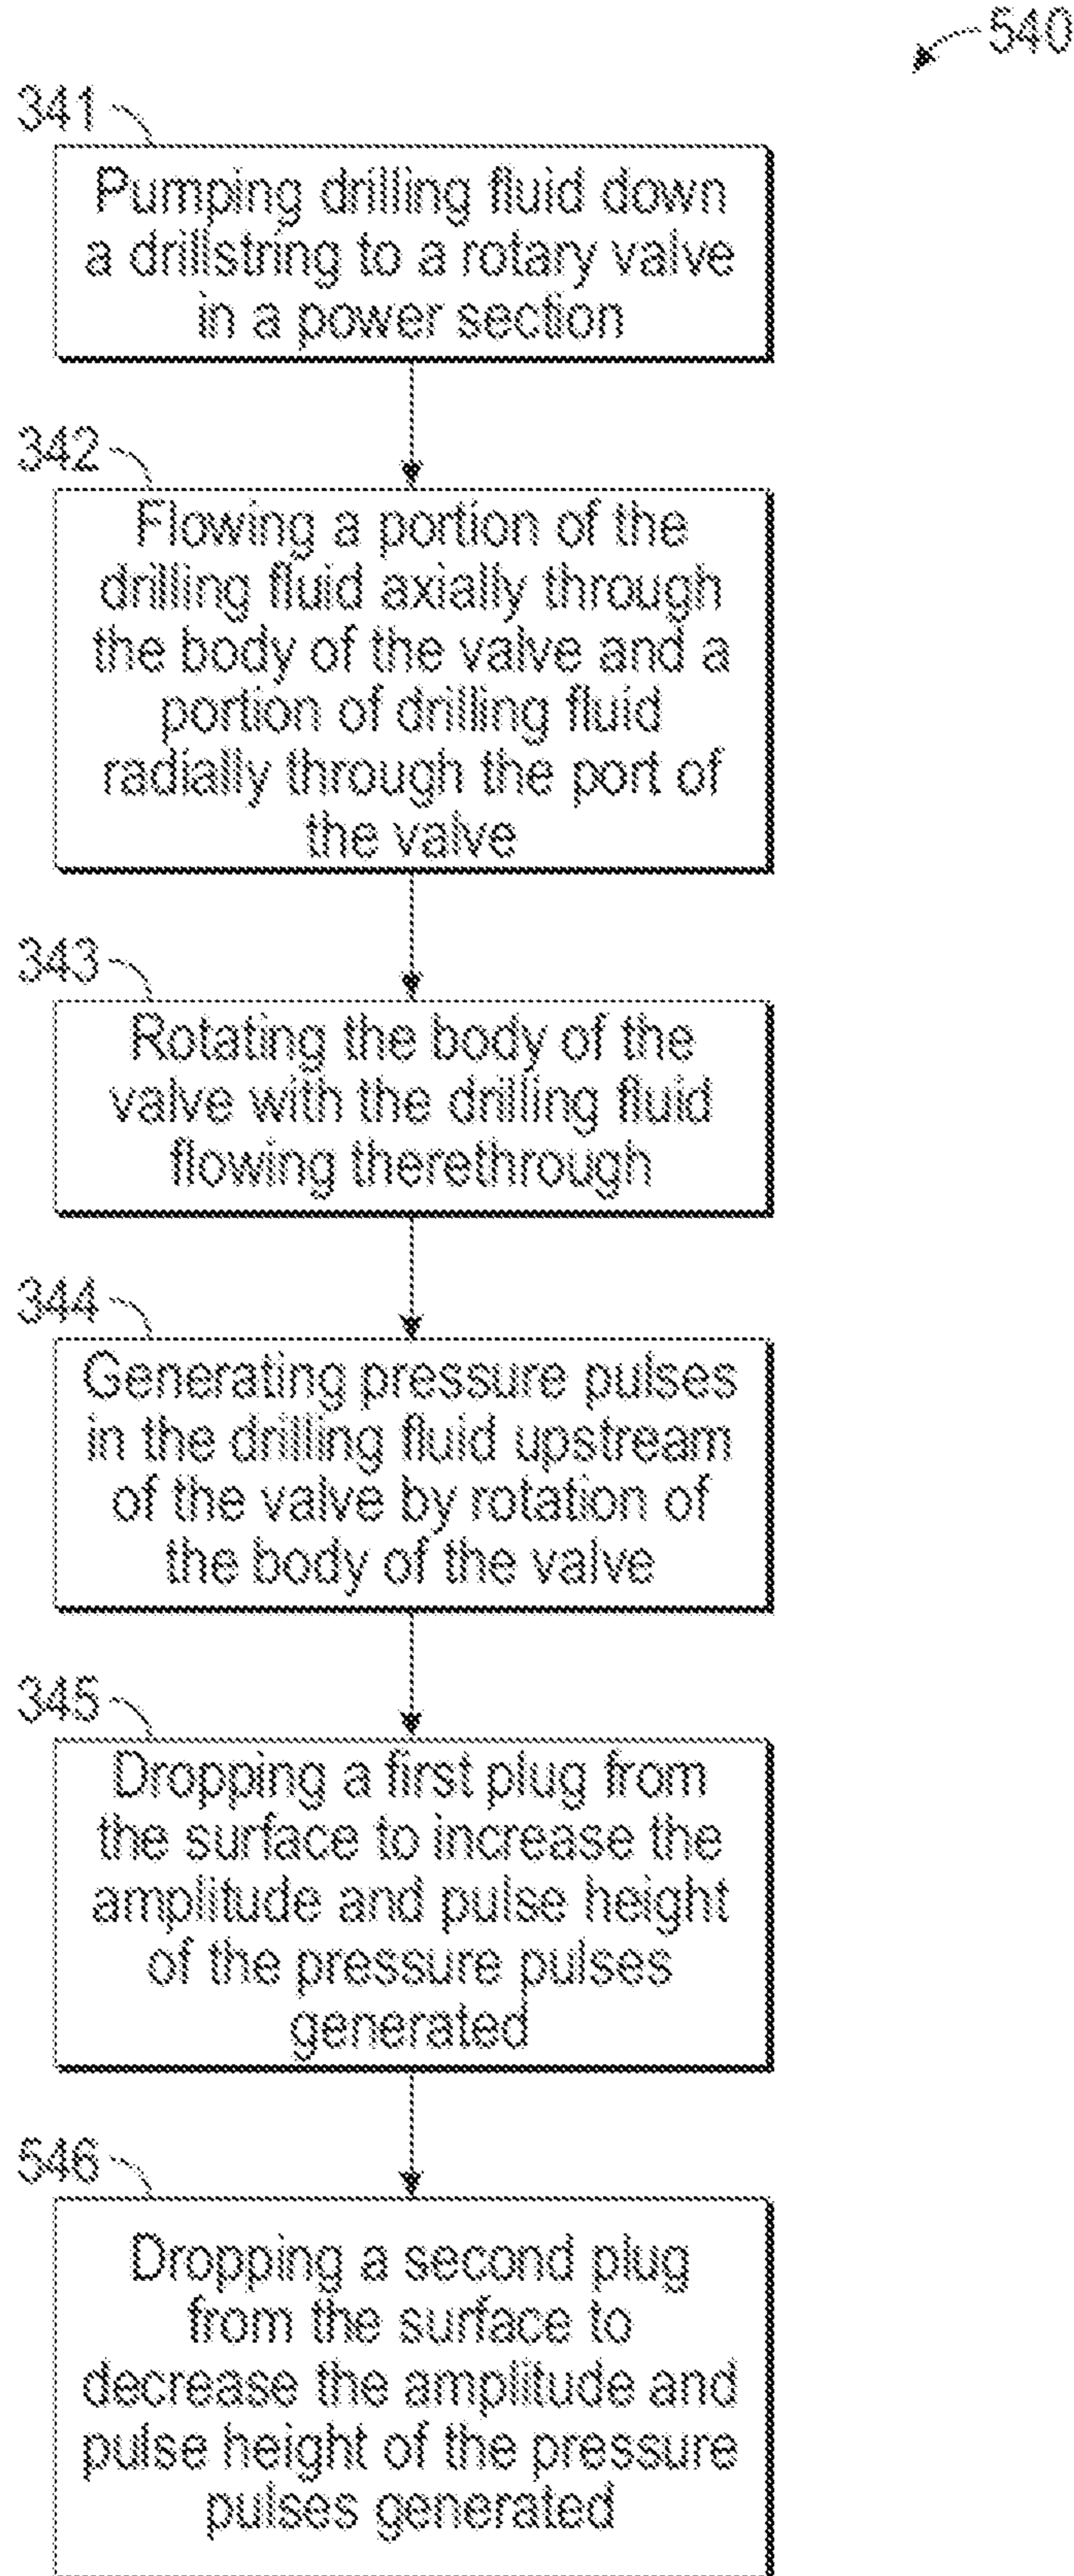 540
341
Pumping drilling fluid down
a drillstring to a rotary valve
in a power section
342
Flowing a portion of the
drilling fluid axially through
the body of the valve and a
portion of drilling fluid
radially through the port of
the valve
343
Rotating the body of the
valve with the drilling fluid
flowing therethrough
344
Generating pressure pulses
in the drilling fluid upstream
of the valve by rotation of
the body of the valve
345
Dropping a first plug from
the surface to increase the
amplitude and pulse height
of the pressure pulses
generated
546
Dropping a second plug
from the surface to
decrease the amplitude and
pulse height of the pressure
pulses generated